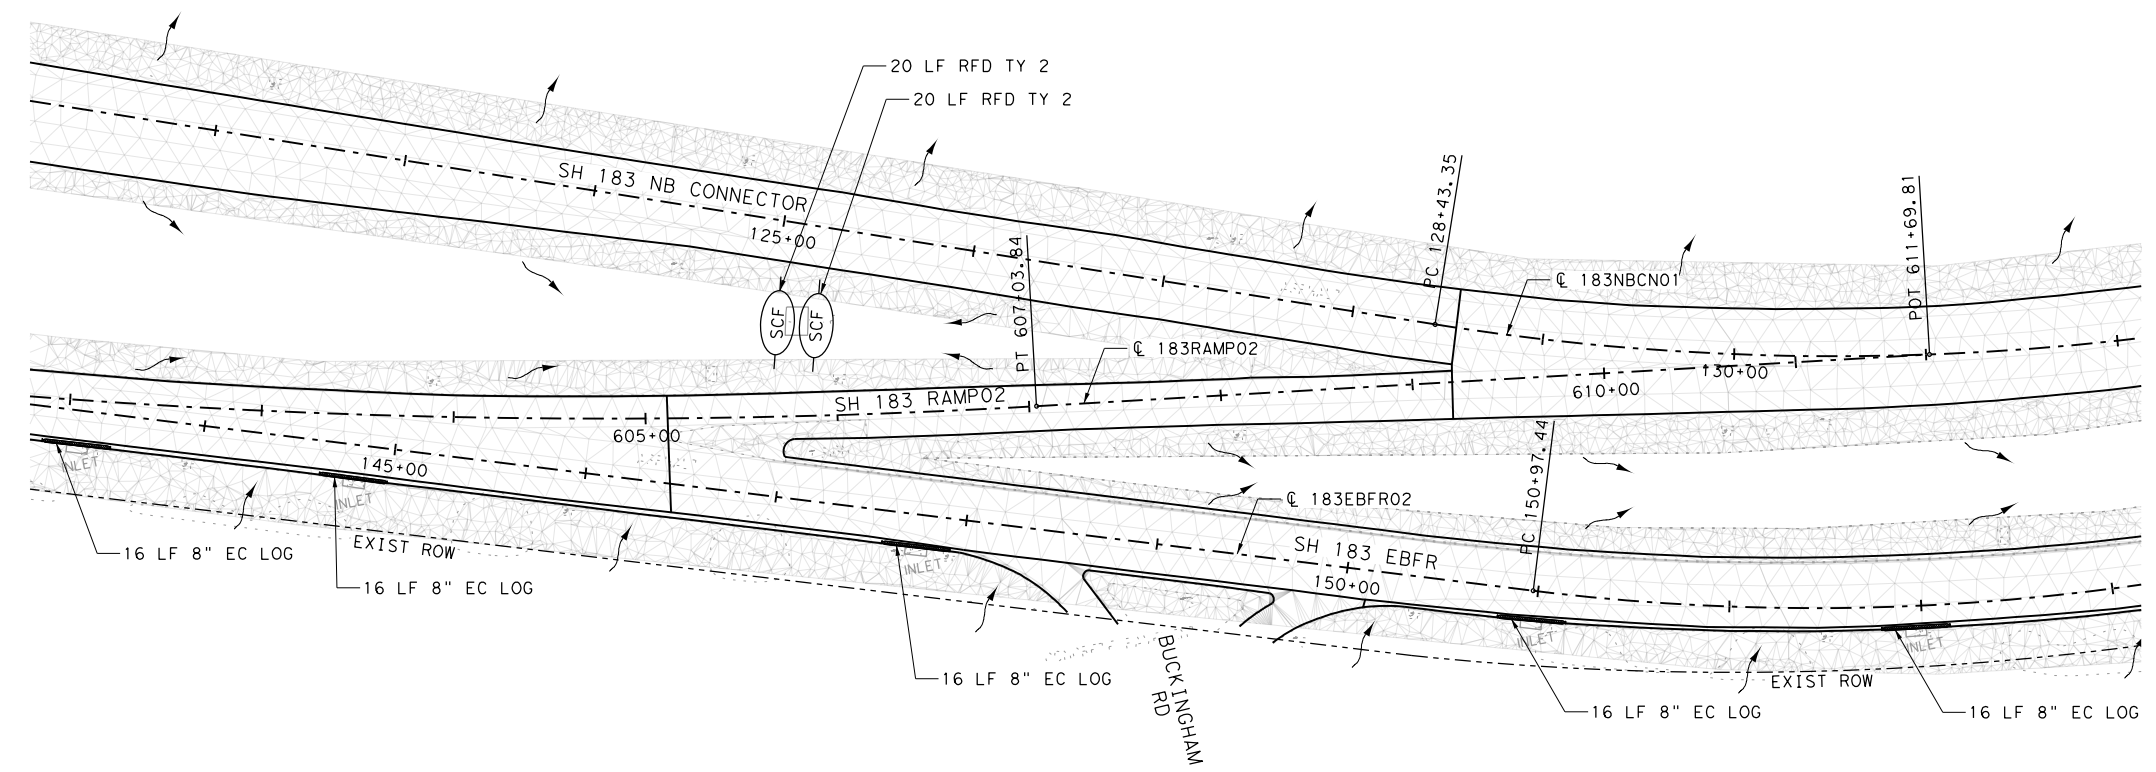 20 LF RFD TY 2
20 LF RFD TY 2
SH 183 NB CONNECTOR
125+00
PT 607+03.84
PC 128+43.35
℄ 183NBCN01
POT 611+69.81
SCF
SCF
℄ 183RAMP02
130+00
610+00
SH 183 RAMP02
605+00
145+00
INLET
INLET
EXIST ROW
16 LF 8" EC LOG
16 LF 8" EC LOG
℄ 183EBFR02
PC 150+97.44
SH 183 EBFR
150+00
INLET
INLET
INLET
16 LF 8" EC LOG
BUCKINGHAM
RD
EXIST ROW
16 LF 8" EC LOG
16 LF 8" EC LOG